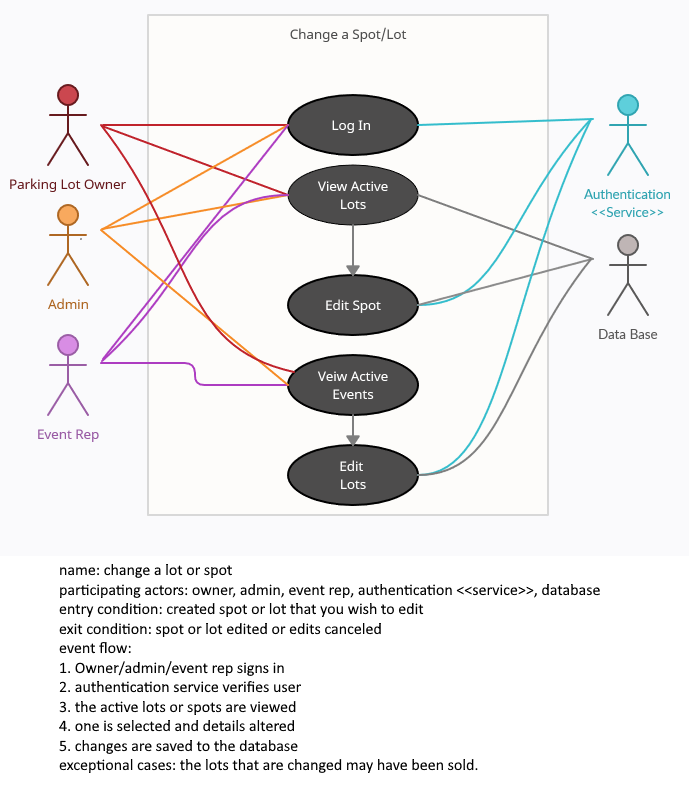 Change a Spot/Lot
Parking Lot Owner
Admin
Event Rep
Log In
View Active
Lots
Edit Spot
Veiw Active
Events
Edit
Lots
Authentication
<<Service>>
Data Base
name: change a lot or spot
participating actors: owner, admin, event rep, authentication <<service>>, database
entry condition: created spot or lot that you wish to edit
exit condition: spot or lot edited or edits canceled
event flow:
1. Owner/admin/event rep signs in
2. authentication service verifies user
3. the active lots or spots are viewed
4. one is selected and details altered
5. changes are saved to the database
exceptional cases: the lots that are changed may have been sold.